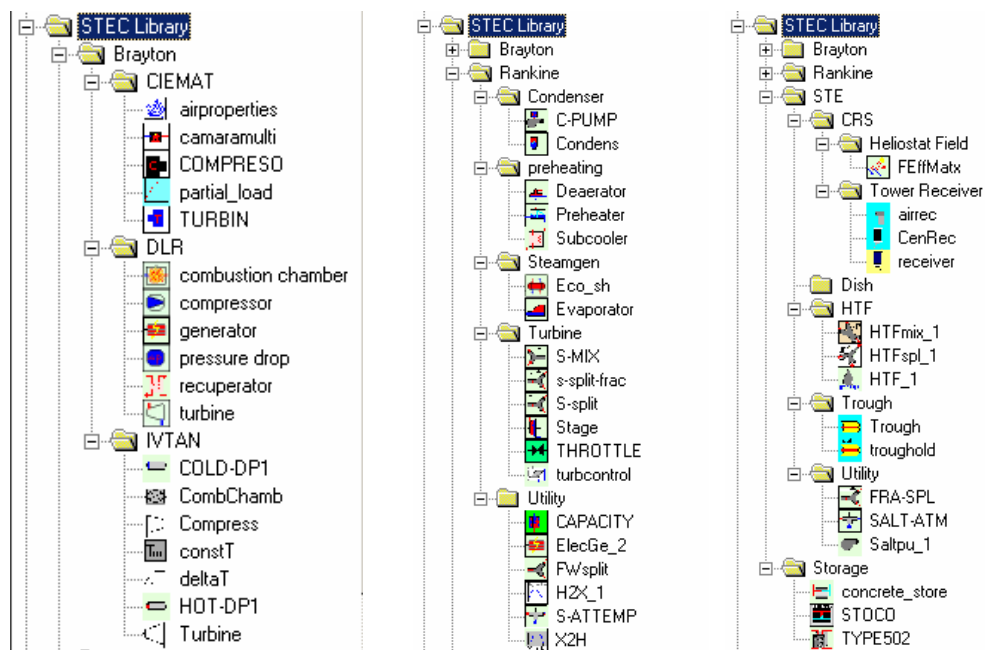 STEC Library
Brayton
CIEMAT
airproperties
camaramulti
COMPRESO
partial_load
TURBIN
DLR
combustion chamber
compressor
generator
pressure drop
recuperator
turbine
IVTAN
COLD-DP1
CombChamb
Compress
constT
deltaT
HOT-DP1
Turbine
STEC Library
Brayton
Rankine
Condenser
C-PUMP
Condens
preheating
Deaerator
Preheater
Subcooler
Steamgen
Eco_sh
Evaporator
Turbine
S-MIX
s-split-frac
S-split
Stage
THROTTLE
turbcontrol
Utility
CAPACITY
ElecGe_2
FWsplit
H2X_1
S-ATTEMP
X2H
STEC Library
Brayton
Rankine
STE
CRS
Heliostat Field
FEffMatx
Tower Receiver
airrec
CenRec
receiver
Dish
HTF
HTFmix_1
HTFspl_1
HTF_1
Trough
Trough
troughold
Utility
FRA-SPL
SALT-ATM
Saltpu_1
Storage
concrete_store
STOCO
TYPE502